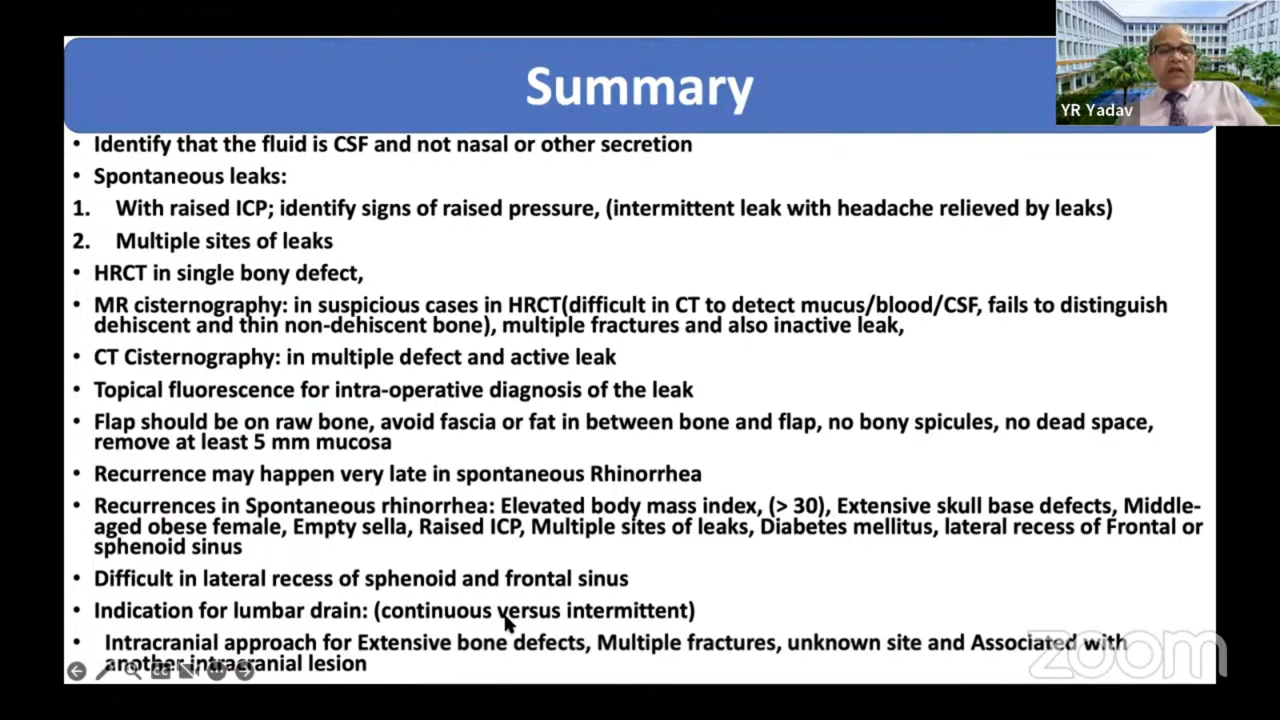 Summary
YR Yadav
• Identify that the fluid is CSF and not nasal or other secretion
• Spontaneous leaks:
1. With raised ICP; identify signs of raised pressure, (intermittent leak with headache relieved by leaks)
2. Multiple sites of leaks
• HRCT in single bony defect,
• MR cisternography: in suspicious cases in HRCT(difficult in CT to detect mucus/blood/CSF, fails to distinguish
dehiscent and thin non-dehiscent bone), multiple fractures and also inactive leak,
• CT Cisternography: in multiple defect and active leak
• Topical fluorescence for intra-operative diagnosis of the leak
• Flap should be on raw bone, avoid fascia or fat in between bone and flap, no bony spicules, no dead space,
remove at least 5 mm mucosa
• Recurrence may happen very late in spontaneous Rhinorrhea
• Recurrences in Spontaneous rhinorrhea: Elevated body mass index, (> 30), Extensive skull base defects, Middle-
aged obese female, Empty sella, Raised ICP, Multiple sites of leaks, Diabetes mellitus, lateral recess of Frontal or
sphenoid sinus
• Difficult in lateral recess of sphenoid and frontal sinus
• Indication for lumbar drain: (continuous versus intermittent)
• Intracranial approach for Extensive bone defects, Multiple fractures, unknown site and Associated with
another intracranial lesion
zoom